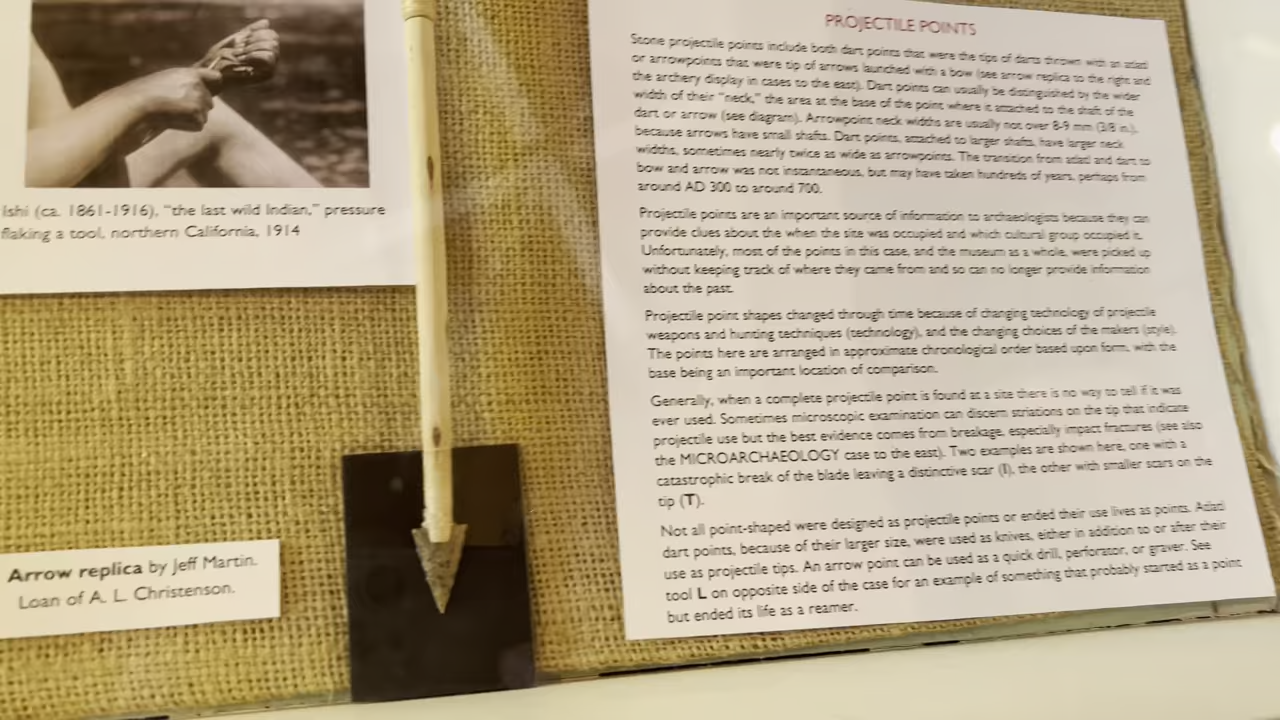 Ishi (ca. 1861-1916), “the last wild Indian,” pressure
flaking a tool, northern California, 1914
Arrow replica by Jeff Martin.
Loan of A. L. Christenson.
PROJECTILE POINTS
Stone projectile points include both dart points that were the tips of darts thrown with an atlatl
or arrowpoints that were tip of arrows launched with a bow (see arrow replica to the right and
the archery display in cases to the east). Dart points can usually be distinguished by the wider
width of their “neck,” the area at the base of the point where it attached to the shaft of the
dart or arrow (see diagram). Arrowpoint neck widths are usually not over 8-9 mm (3/8 in.),
because arrows have small shafts. Dart points, attached to larger shafts, have larger neck
widths, sometimes nearly twice as wide as arrowpoints. The transition from atlatl and dart to
bow and arrow was not instantaneous, but may have taken hundreds of years, perhaps from
around AD 300 to around 700.
Projectile points are an important source of information to archaeologists because they can
provide clues about the when the site was occupied and which cultural group occupied it.
Unfortunately, most of the points in this case, and the museum as a whole, were picked up
without keeping track of where they came from and so can no longer provide information
about the past.
Projectile point shapes changed through time because of changing technology of projectile
weapons and hunting techniques (technology), and the changing choices of the makers (style).
The points here are arranged in approximate chronological order based upon form, with the
base being an important location of comparison.
Generally, when a complete projectile point is found at a site there is no way to tell if it was
ever used. Sometimes microscopic examination can discern striations on the tip that indicate
projectile use but the best evidence comes from breakage, especially impact fractures (see also
the MICROARCHAEOLOGY case to the east). Two examples are shown here, one with a
catastrophic break of the blade leaving a distinctive scar (I), the other with smaller scars on the
tip (T).
Not all point-shaped were designed as projectile points or ended their use lives as points. Atlatl
dart points, because of their larger size, were used as knives, either in addition to or after their
use as projectile tips. An arrow point can be used as a quick drill, perforator, or graver. See
tool L on opposite side of the case for an example of something that probably started as a point
but ended its life as a reamer.